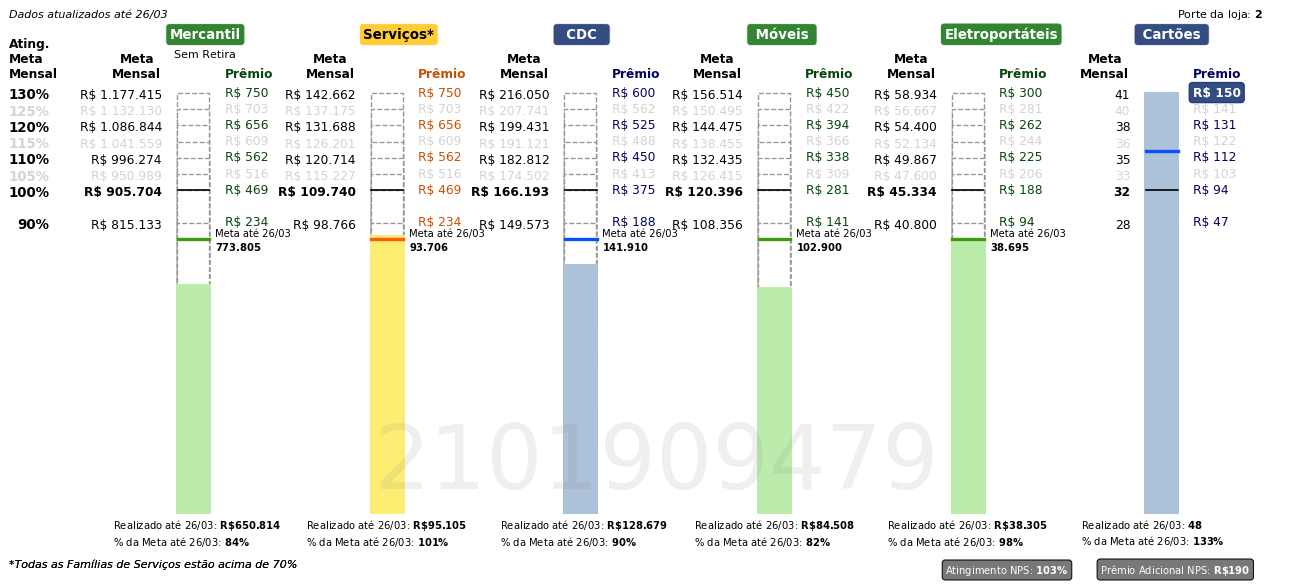 Dados atualizados até 26/03
Porte da loja: 2
Mercantil Serviços* CDC Móveis Eletroportáteis Cartões
Sem Retira
Ating. Meta Mensal
Meta Mensal Prêmio Meta Mensal Prêmio Meta Mensal Prêmio Meta Mensal Prêmio Meta Mensal Prêmio Meta Mensal Prêmio
130% R$ 1.177.415 R$ 750 R$ 142.662 R$ 750 R$ 216.050 R$ 600 R$ 156.514 R$ 450 R$ 58.934 R$ 300 41 R$ 150
125% R$ 1.132.130 R$ 703 R$ 137.175 R$ 703 R$ 207.741 R$ 562 R$ 150.495 R$ 422 R$ 56.667 R$ 281 40 R$ 141
120% R$ 1.086.844 R$ 656 R$ 131.688 R$ 656 R$ 199.431 R$ 525 R$ 144.475 R$ 394 R$ 54.400 R$ 262 38 R$ 131
115% R$ 1.041.559 R$ 609 R$ 126.201 R$ 609 R$ 191.121 R$ 488 R$ 138.455 R$ 366 R$ 52.134 R$ 244 36 R$ 122
110% R$ 996.274 R$ 562 R$ 120.714 R$ 562 R$ 182.812 R$ 450 R$ 132.435 R$ 338 R$ 49.867 R$ 225 35 R$ 112
105% R$ 950.989 R$ 516 R$ 115.227 R$ 516 R$ 174.502 R$ 413 R$ 126.415 R$ 309 R$ 47.600 R$ 206 33 R$ 103
100% R$ 905.704 R$ 469 R$ 109.740 R$ 469 R$ 166.193 R$ 375 R$ 120.396 R$ 281 R$ 45.334 R$ 188 32 R$ 94
90% R$ 815.133 R$ 234 R$ 98.766 R$ 234 R$ 149.573 R$ 188 R$ 108.356 R$ 141 R$ 40.800 R$ 94 28 R$ 47
Meta até 26/03 Meta até 26/03 Meta até 26/03 Meta até 26/03 Meta até 26/03
773.805 93.706 141.910 102.900 38.695
2101909479
Realizado até 26/03: R$650.814 Realizado até 26/03: R$95.105 Realizado até 26/03: R$128.679 Realizado até 26/03: R$84.508 Realizado até 26/03: R$38.305 Realizado até 26/03: 48
% da Meta até 26/03: 84% % da Meta até 26/03: 101% % da Meta até 26/03: 90% % da Meta até 26/03: 82% % da Meta até 26/03: 98% % da Meta até 26/03: 133%
*Todas as Famílias de Serviços estão acima de 70%
Atingimento NPS: 103% Prêmio Adicional NPS: R$190